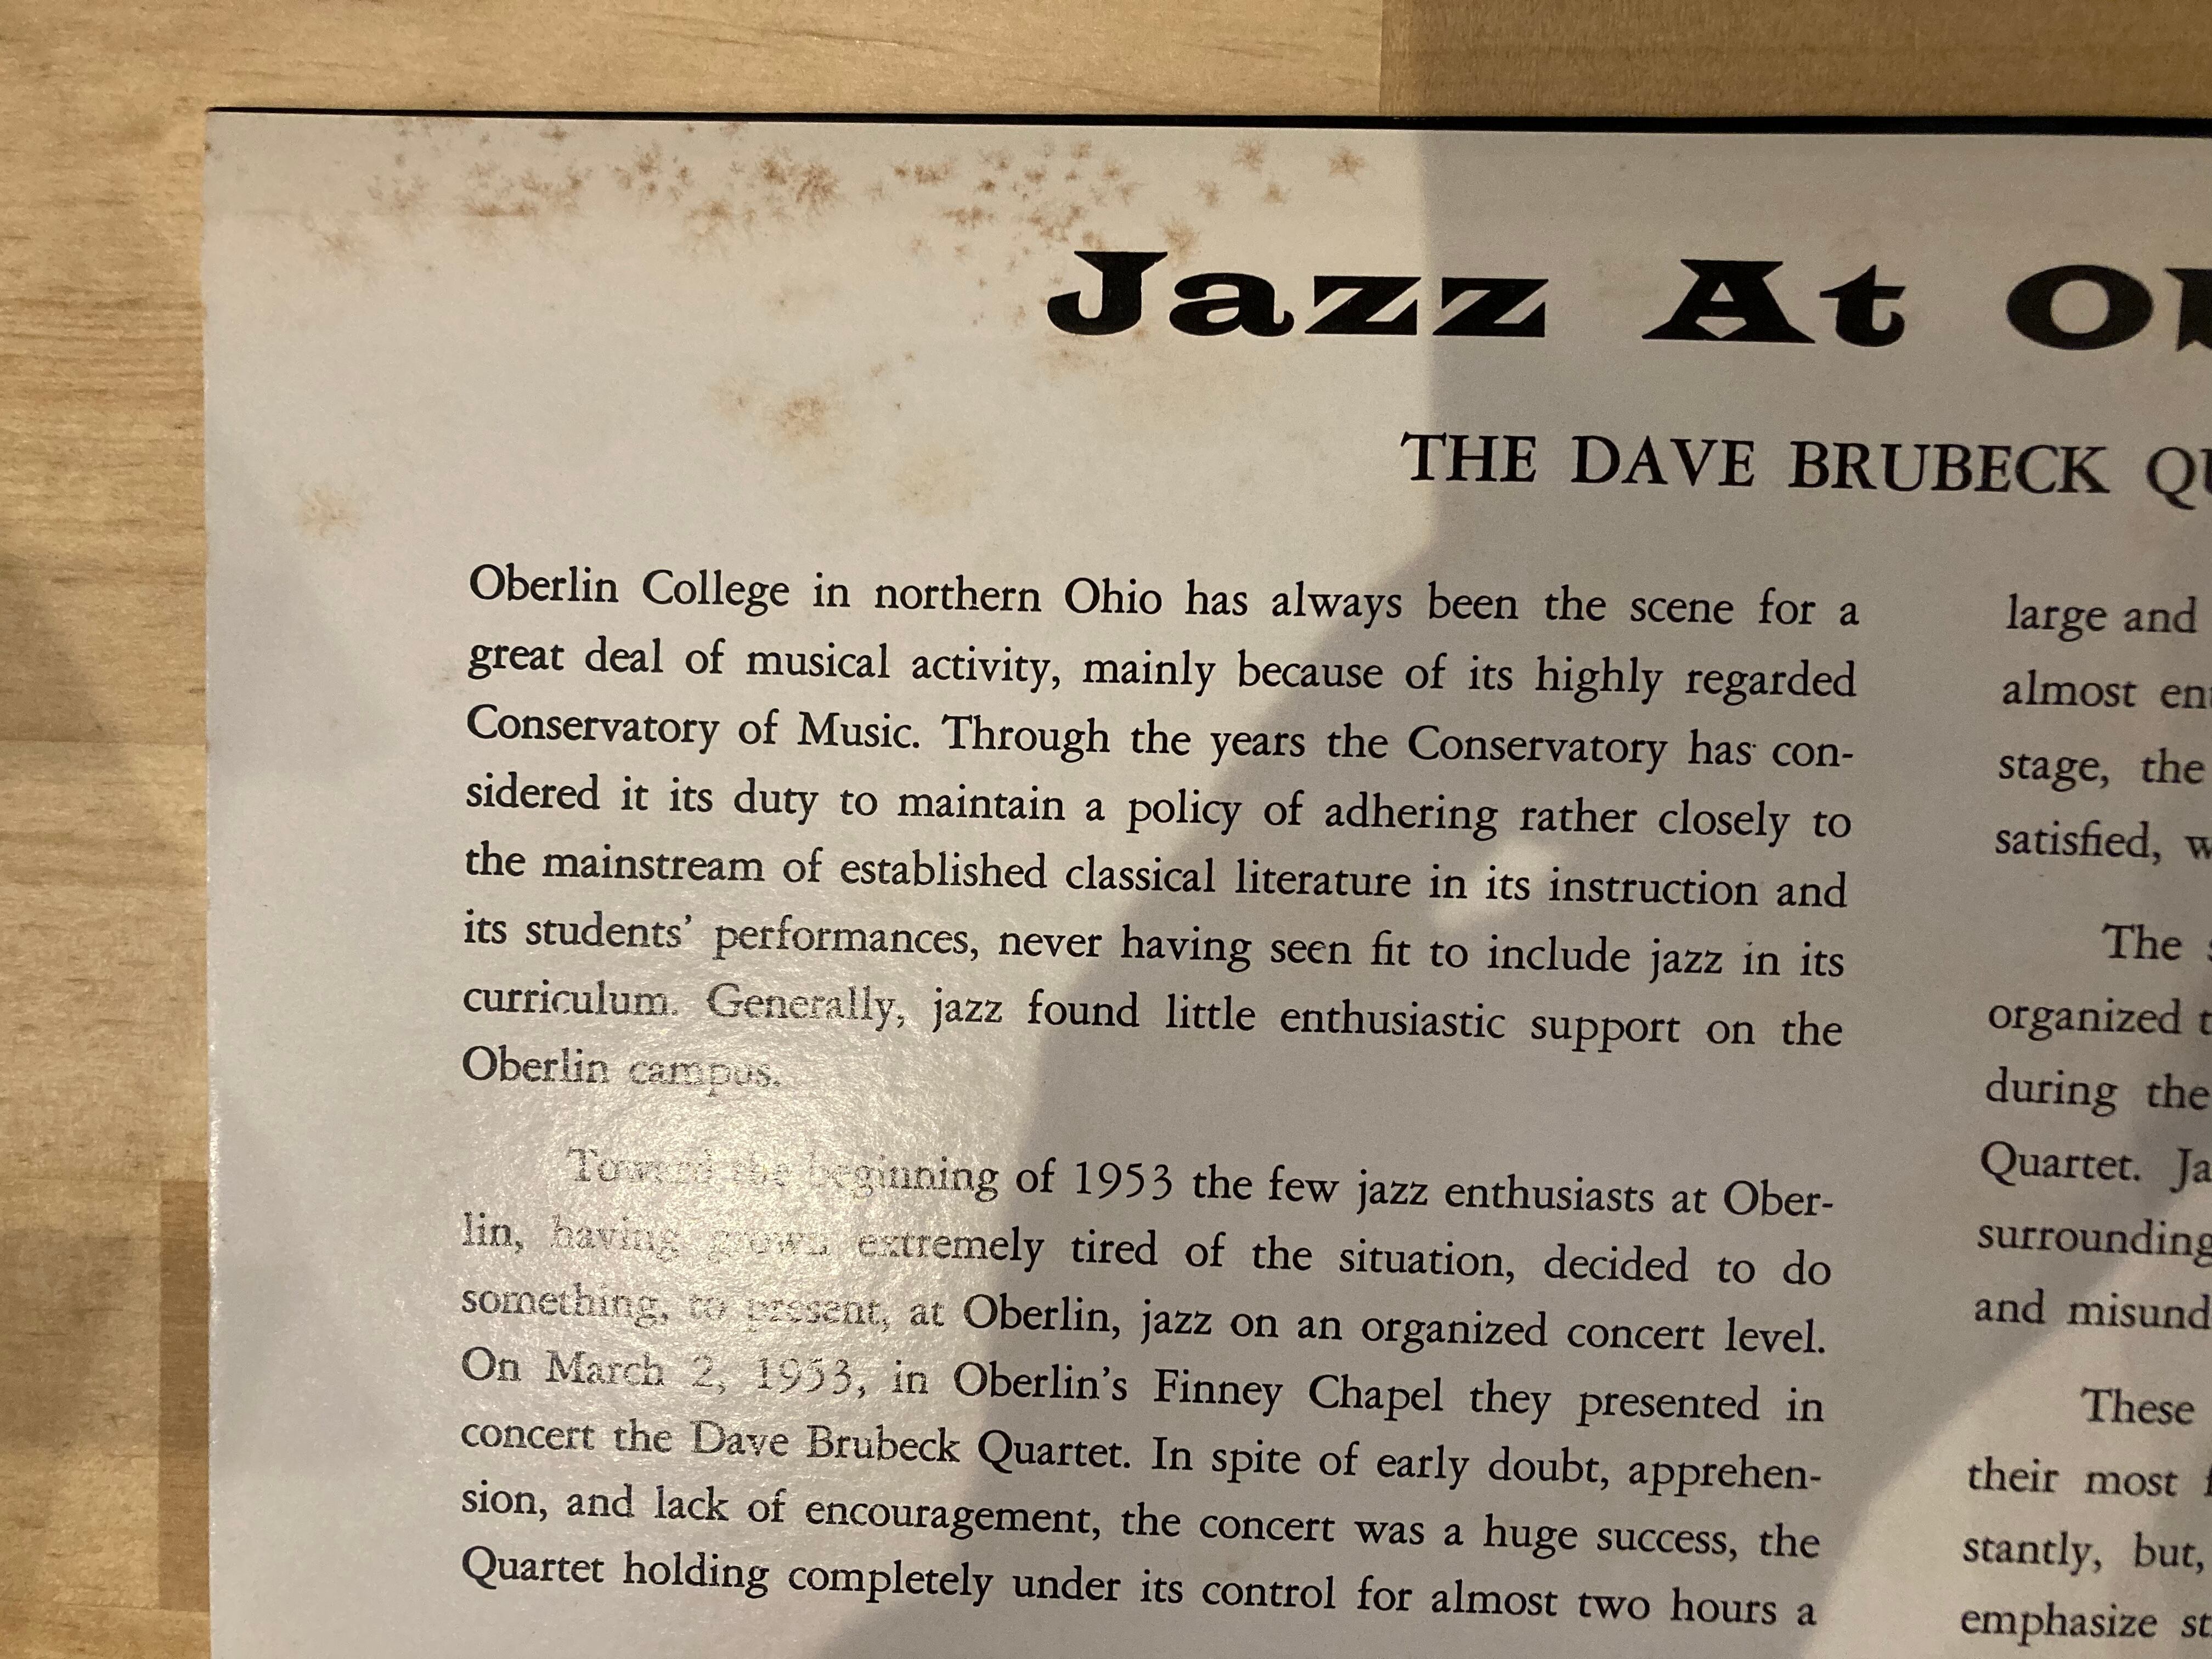 Jazz At
THE DAVE BRUBECK
Oberlin College in northern Ohio has always been the scene for a
great deal of musical activity, mainly because of its highly regarded
Conservatory of Music. Through the years the Conservatory has con-
sidered it its duty to maintain a policy of adhering rather closely to
the mainstream of established classical literature in its instruction and
its students’ performances, never having seen fit to include jazz in its
curriculum. Generally, jazz found little enthusiastic support on the
Oberlin campus.
Toward the beginning of 1953 the few jazz enthusiasts at Ober-
lin, having grown extremely tired of the situation, decided to do
something, to present, at Oberlin, jazz on an organized concert level.
On March 2, 1953, in Oberlin’s Finney Chapel they presented in
concert the Dave Brubeck Quartet. In spite of early doubt, apprehen-
sion, and lack of encouragement, the concert was a huge success, the
Quartet holding completely under its control for almost two hours a
large and
almost
stage, the
satisfied,
The
organized
during the
Quartet.
surrounding
and
These
their most
stantly, but,
emphasize